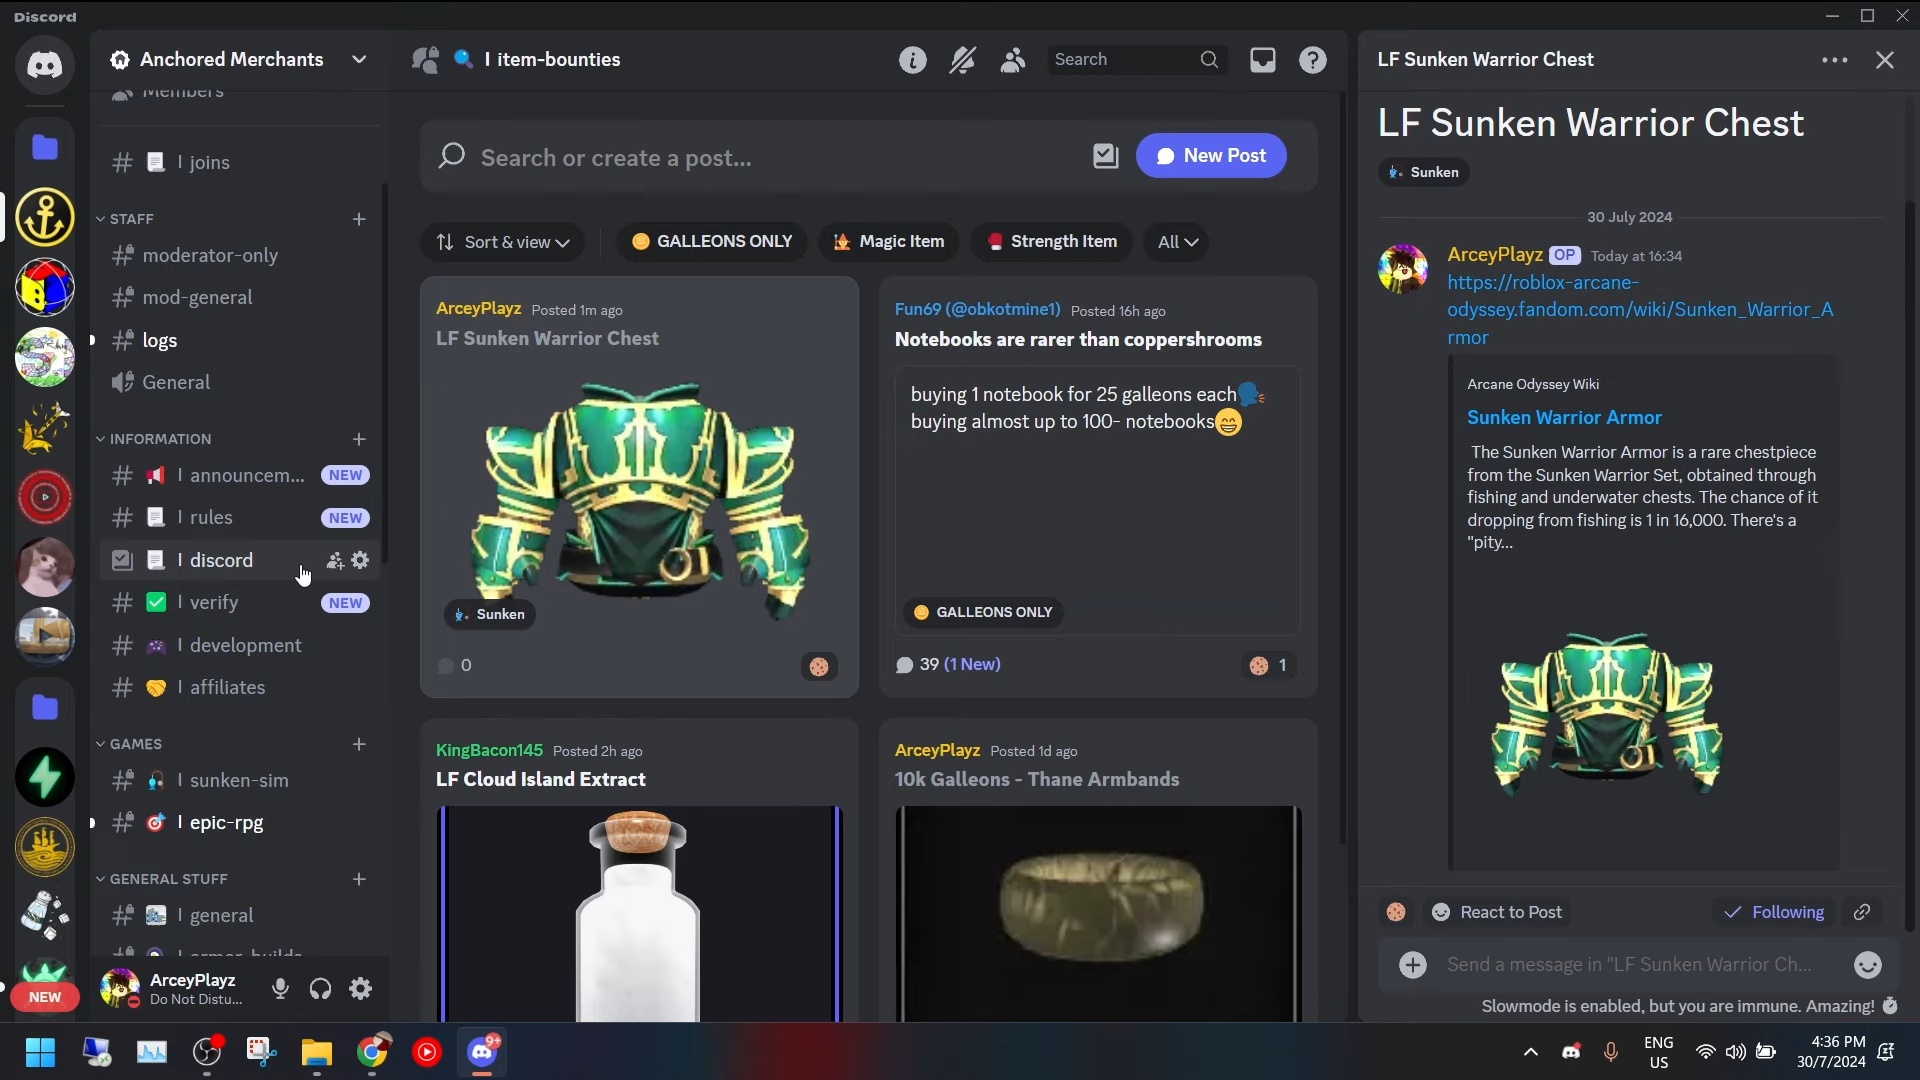 Discord
Anchored Merchants
Members
joins
STAFF
moderator-only
mod-general
logs
General
INFORMATION
announcem... NEW
rules NEW
discord
verify NEW
development
affiliates
GAMES
sunken-sim
epic-rpg
GENERAL STUFF
general
NEW
ArceyPlayz
Do Not Distu...
item-bounties
Search
Search or create a post...
New Post
Sort & view
GALLEONS ONLY
Magic Item
Strength Item
All
ArceyPlayz Posted 1m ago
LF Sunken Warrior Chest
Sunken
0
Fun69 (@obkotmine1) Posted 16h ago
Notebooks are rarer than coppershrooms
buying 1 notebook for 25 galleons each
buying almost up to 100- notebooks
GALLEONS ONLY
39 (1 New)
1
KingBacon145 Posted 2h ago
LF Cloud Island Extract
ArceyPlayz Posted 1d ago
10k Galleons - Thane Armbands
LF Sunken Warrior Chest
LF Sunken Warrior Chest
Sunken
30 July 2024
ArceyPlayz OP Today at 16:34
https://roblox-arcane-
odyssey.fandom.com/wiki/Sunken_Warrior_A
rmor
Arcane Odyssey Wiki
Sunken Warrior Armor
The Sunken Warrior Armor is a rare chestpiece
from the Sunken Warrior Set, obtained through
fishing and underwater chests. The chance of it
dropping from fishing is 1 in 16,000. There's a
"pity...
React to Post
Following
Send a message in "LF Sunken Warrior Ch...
Slowmode is enabled, but you are immune. Amazing!
9+
ENG
US
4:36 PM
30/7/2024